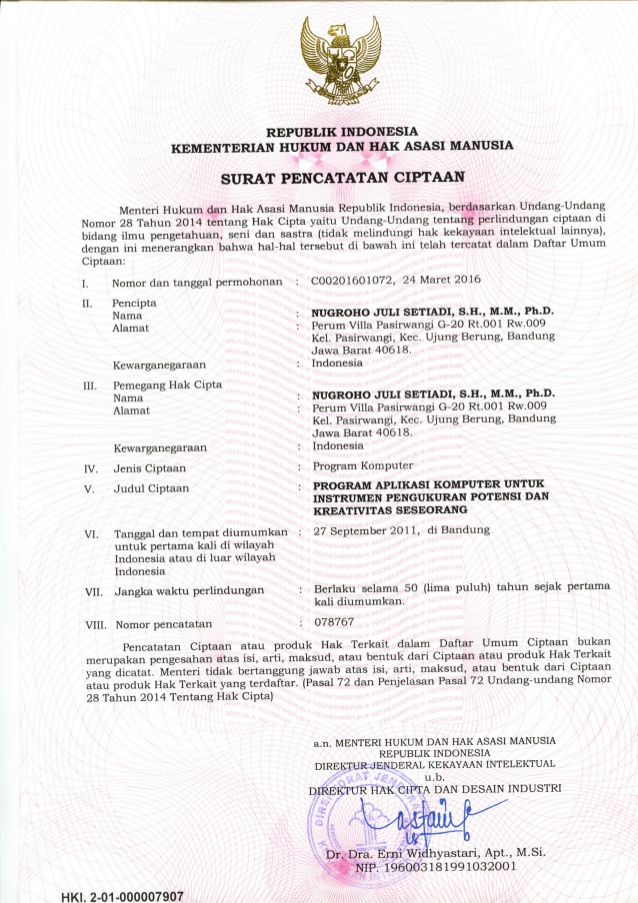 REPUBLIK INDONESIA
KEMENTERIAN HUKUM DAN HAK ASASI MANUSIA
SURAT PENCATATAN CIPTAAN
Menteri Hukum dan Hak Asasi Manusia Republik Indonesia, berdasarkan Undang-Undang
Nomor 28 Tahun 2014 tentang Hak Cipta yaitu Undang-Undang tentang perlindungan ciptaan di
bidang ilmu pengetahuan, seni dan sastra (tidak melindungi hak kekayaan intelektual lainnya),
dengan ini menerangkan bahwa hal-hal tersebut di bawah ini telah tercatat dalam Daftar Umum
Ciptaan:
I. Nomor dan tanggal permohonan : C00201601072, 24 Maret 2016
II. Pencipta
Nama : NUGROHO JULI SETIADI, S.H., M.M., Ph.D.
Alamat : Perum Villa Pasirwangi G-20 Rt.001 Rw.009
Kel. Pasirwangi, Kec. Ujung Berung, Bandung
Jawa Barat 40618.
Kewarganegaraan : Indonesia
III. Pemegang Hak Cipta
Nama : NUGROHO JULI SETIADI, S.H., M.M., Ph.D.
Alamat : Perum Villa Pasirwangi G-20 Rt.001 Rw.009
Kel. Pasirwangi, Kec. Ujung Berung, Bandung
Jawa Barat 40618.
Kewarganegaraan : Indonesia
IV. Jenis Ciptaan : Program Komputer
V. Judul Ciptaan : PROGRAM APLIKASI KOMPUTER UNTUK
INSTRUMEN PENGUKURAN POTENSI DAN
KREATIVITAS SESEORANG
VI. Tanggal dan tempat diumumkan : 27 September 2011, di Bandung
untuk pertama kali di wilayah
Indonesia atau di luar wilayah
Indonesia
VII. Jangka waktu perlindungan : Berlaku selama 50 (lima puluh) tahun sejak pertama
kali diumumkan.
VIII. Nomor pencatatan : 078767
Pencatatan Ciptaan atau produk Hak Terkait dalam Daftar Umum Ciptaan bukan
merupakan pengesahan atas isi, arti, maksud, atau bentuk dari Ciptaan atau produk Hak Terkait
yang dicatat. Menteri tidak bertanggung jawab atas isi, arti, maksud, atau bentuk dari Ciptaan
atau produk Hak Terkait yang terdaftar. (Pasal 72 dan Penjelasan Pasal 72 Undang-undang Nomor
28 Tahun 2014 Tentang Hak Cipta)
a.n. MENTERI HUKUM DAN HAK ASASI MANUSIA
REPUBLIK INDONESIA
DIREKTUR JENDERAL KEKAYAAN INTELEKTUAL
u.b.
DIREKTUR HAK CIPTA DAN DESAIN INDUSTRI
Dr. Dra. Erni Widhyastari, Apt., M.Si.
NIP. 196003181991032001
HKI. 2-01-000007907